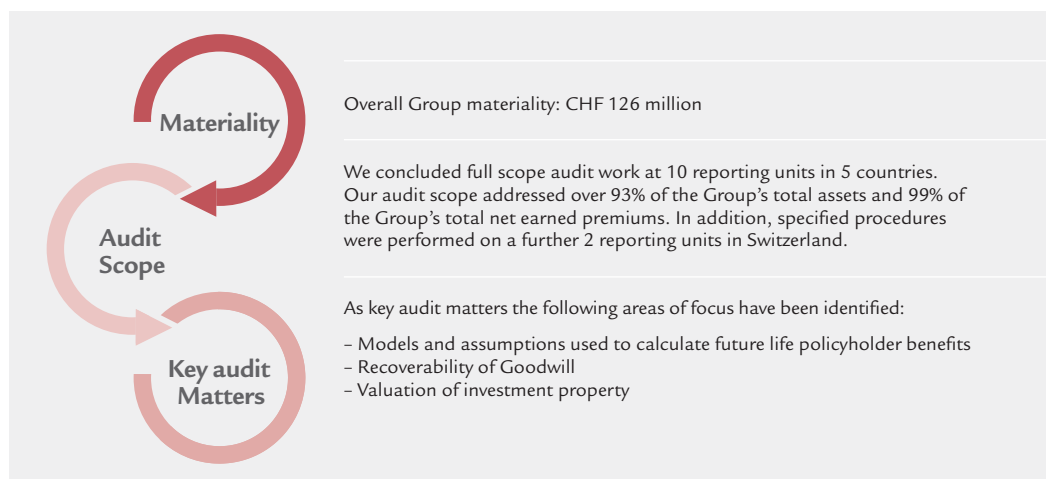 Materiality
Overall Group materiality: CHF 126 million
Audit
Scope
We concluded full scope audit work at 10 reporting units in 5 countries.
Our audit scope addressed over 93% of the Group’s total assets and 99% of
the Group’s total net earned premiums. In addition, specified procedures
were performed on a further 2 reporting units in Switzerland.
Key audit
Matters
As key audit matters the following areas of focus have been identified:
– Models and assumptions used to calculate future life policyholder benefits
– Recoverability of Goodwill
– Valuation of investment property